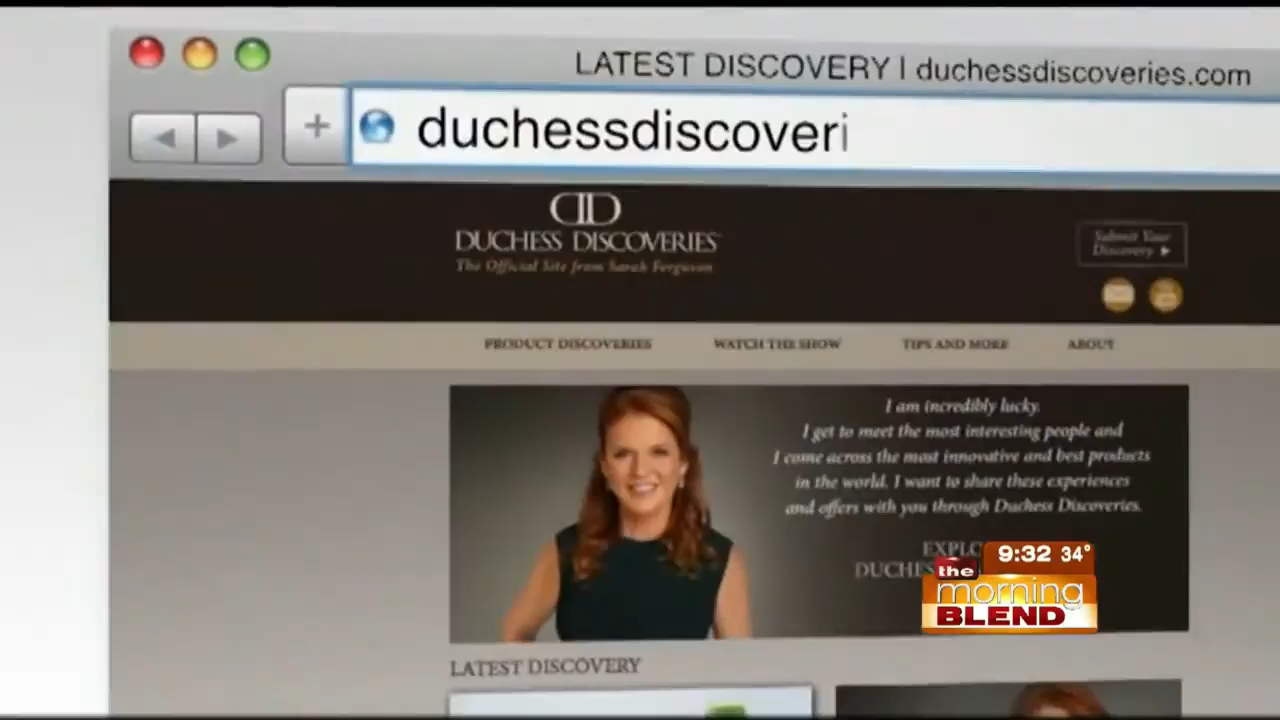 LATEST DISCOVERY | duchessdiscoveries.com
+
duchessdiscoveri
DD
DUCHESS DISCOVERIES
The Official Site from Sarah Ferguson
Submit Your
Discovery
PRODUCT DISCOVERIES WATCH THE SHOW TIPS AND MORE ABOUT
I am incredibly lucky.
I get to meet the most interesting people and
I come across the most innovative and best products
in the world. I want to share these experiences
and offers with you through Duchess Discoveries.
9:32 34°
the
morning
BLEND
LATEST DISCOVERY